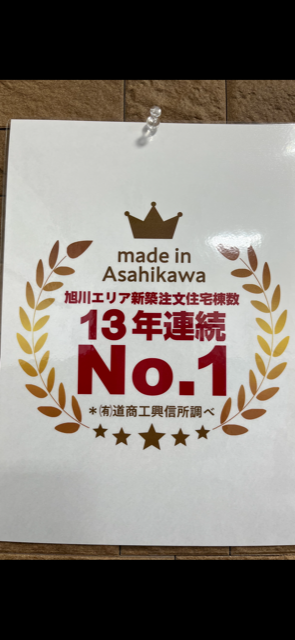 made in
Asahikawa
旭川エリア新築注文住宅棟数
13年連続
No.1
＊㈲道商工興信所調べ